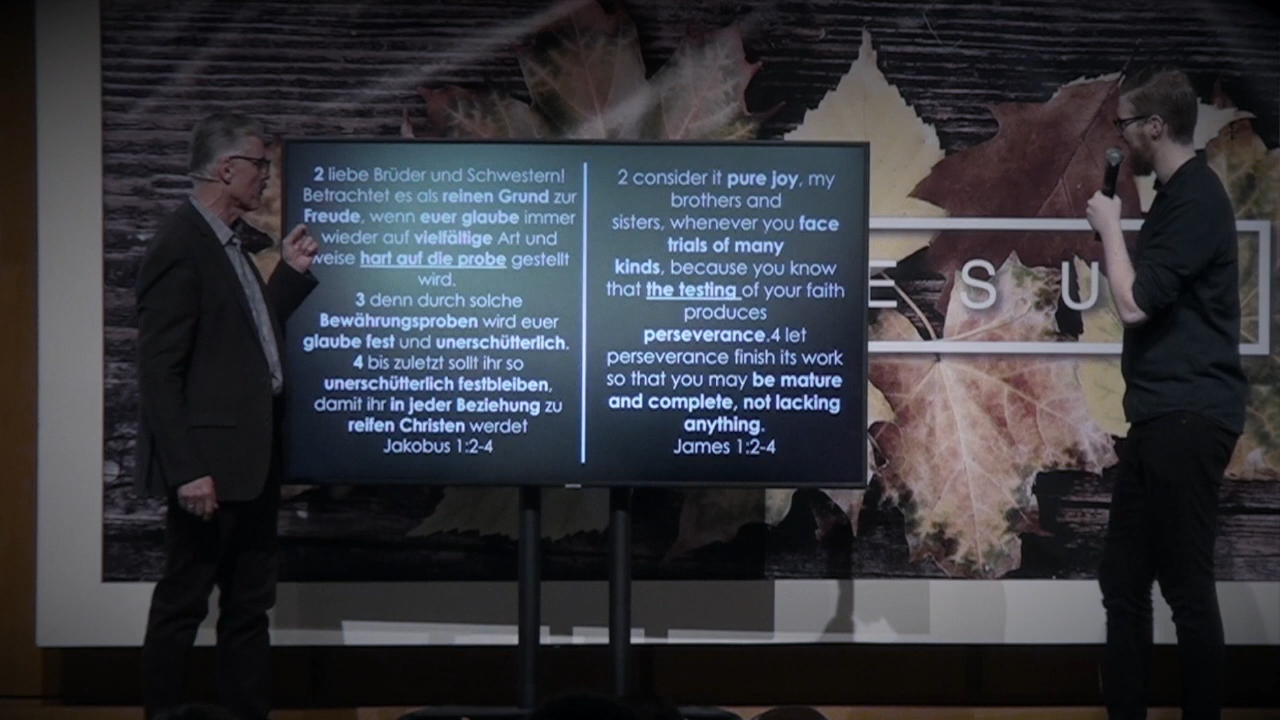 2 liebe Brüder und Schwestern!
Betrachtet es als reinen Grund zur
Freude, wenn euer glaube immer
wieder auf vielfältige Art und
weise hart auf die probe gestellt
wird.
3 denn durch solche
Bewährungsproben wird euer
glaube fest und unerschütterlich.
4 bis zuletzt sollt ihr so
unerschütterlich festbleiben,
damit ihr in jeder Beziehung zu
reifen Christen werdet
Jakobus 1:2-4
2 consider it pure joy, my
brothers and
sisters, whenever you face
trials of many
kinds, because you know
that the testing of your faith
produces
perseverance.4 let
perseverance finish its work
so that you may be mature
and complete, not lacking
anything.
James 1:2-4
E S U